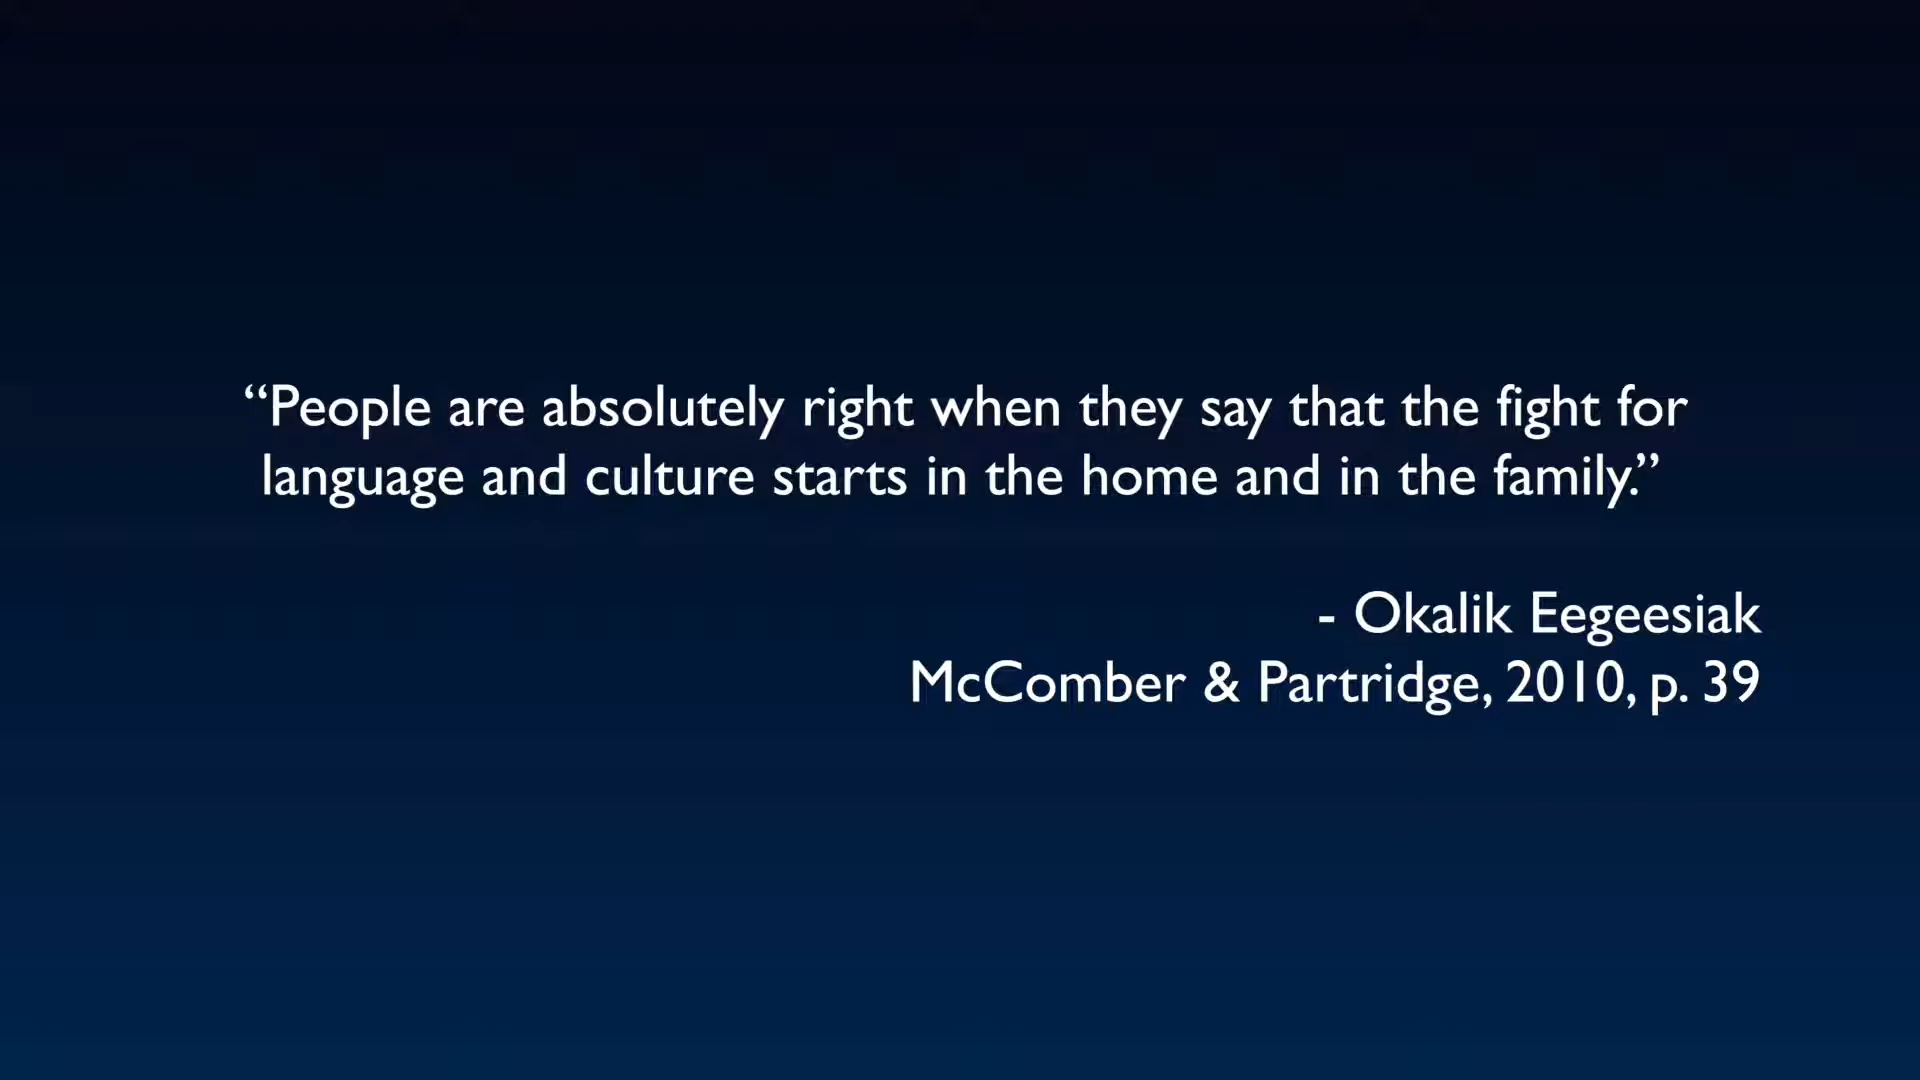 “People are absolutely right when they say that the fight for
language and culture starts in the home and in the family.”
- Okalik Eegeesiak
McComber & Partridge, 2010, p. 39